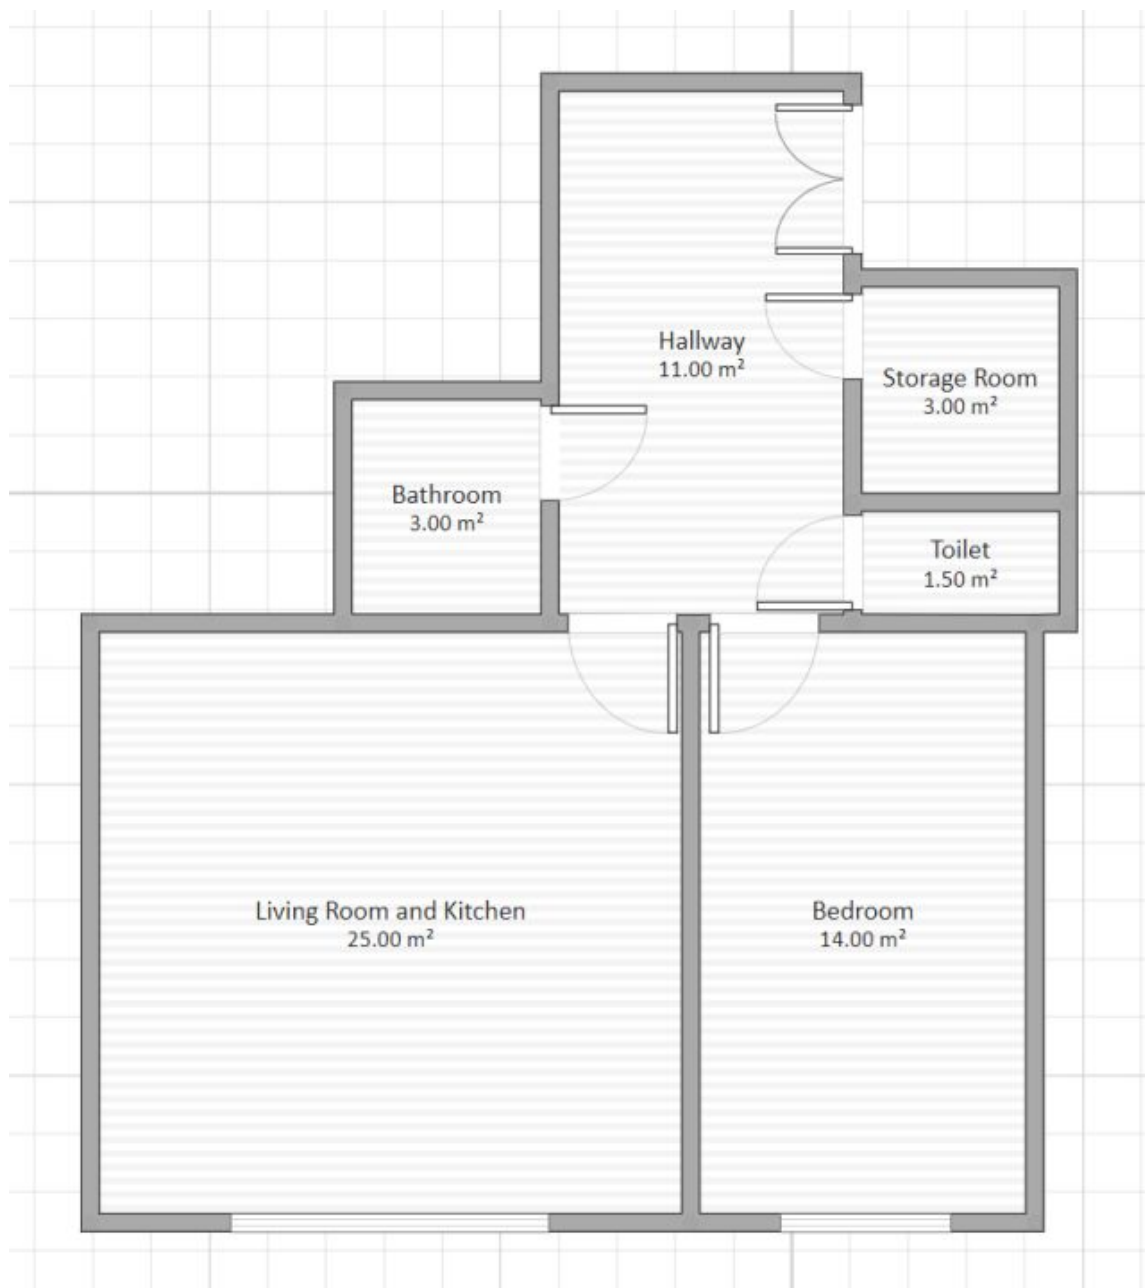 Hallway
11.00 m²
Storage Room
3.00 m²
Bathroom
3.00 m²
Toilet
1.50 m²
Living Room and Kitchen
25.00 m²
Bedroom
14.00 m²